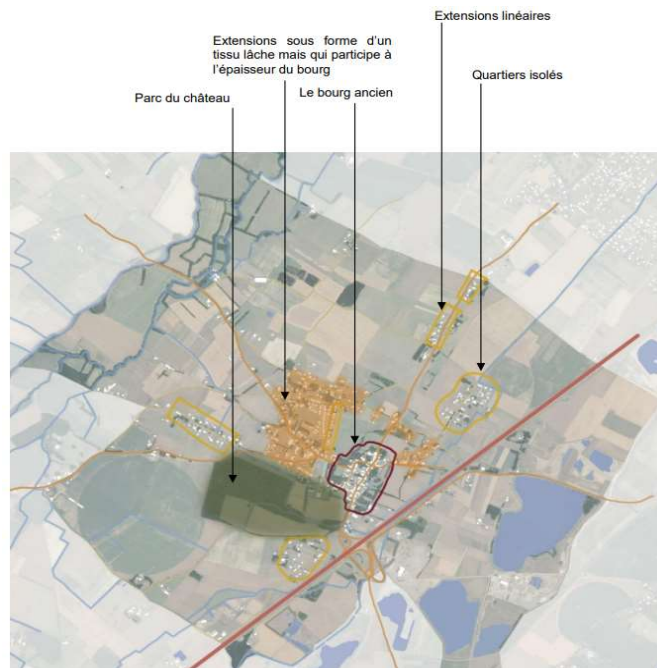 Extensions linéaires
Extensions sous forme d'un
tissu lâche mais qui participe à
l'épaisseur du bourg
Quartiers isolés
Le bourg ancien
Parc du château